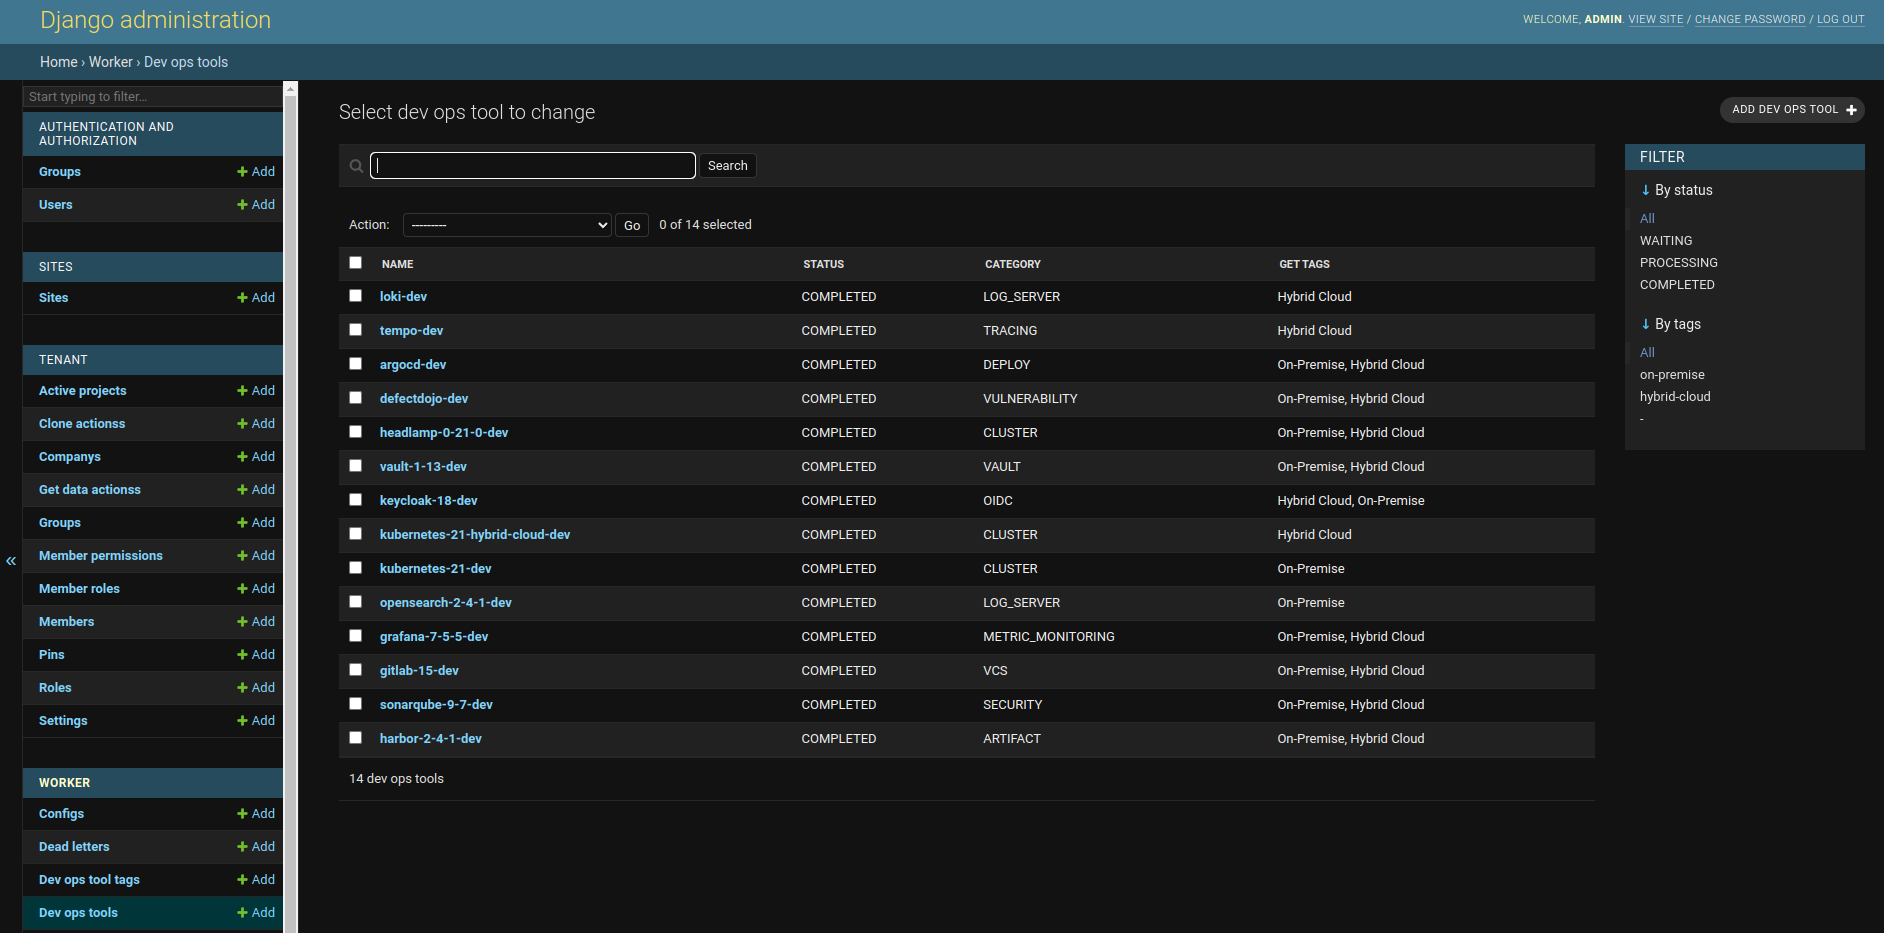 Django administration
WELCOME, ADMIN. VIEW SITE / CHANGE PASSWORD / LOG OUT
Home › Worker › Dev ops tools
Start typing to filter...
AUTHENTICATION AND
AUTHORIZATION
Groups + Add
Users + Add
SITES
Sites + Add
TENANT
Active projects + Add
Clone actionss + Add
Companys + Add
Get data actionss + Add
Groups + Add
Member permissions + Add
Member roles + Add
Members + Add
Pins + Add
Roles + Add
Settings + Add
WORKER
Configs + Add
Dead letters + Add
Dev ops tool tags + Add
Dev ops tools + Add
«
Select dev ops tool to change
ADD DEV OPS TOOL +
Search
Action: --------- Go 0 of 14 selected
NAME STATUS CATEGORY GET TAGS
loki-dev COMPLETED LOG_SERVER Hybrid Cloud
tempo-dev COMPLETED TRACING Hybrid Cloud
argocd-dev COMPLETED DEPLOY On-Premise, Hybrid Cloud
defectdojo-dev COMPLETED VULNERABILITY On-Premise, Hybrid Cloud
headlamp-0-21-0-dev COMPLETED CLUSTER On-Premise, Hybrid Cloud
vault-1-13-dev COMPLETED VAULT On-Premise, Hybrid Cloud
keycloak-18-dev COMPLETED OIDC Hybrid Cloud, On-Premise
kubernetes-21-hybrid-cloud-dev COMPLETED CLUSTER Hybrid Cloud
kubernetes-21-dev COMPLETED CLUSTER On-Premise
opensearch-2-4-1-dev COMPLETED LOG_SERVER On-Premise
grafana-7-5-5-dev COMPLETED METRIC_MONITORING On-Premise, Hybrid Cloud
gitlab-15-dev COMPLETED VCS On-Premise, Hybrid Cloud
sonarqube-9-7-dev COMPLETED SECURITY On-Premise, Hybrid Cloud
harbor-2-4-1-dev COMPLETED ARTIFACT On-Premise, Hybrid Cloud
14 dev ops tools
FILTER
↓ By status
All
WAITING
PROCESSING
COMPLETED
↓ By tags
All
on-premise
hybrid-cloud
-